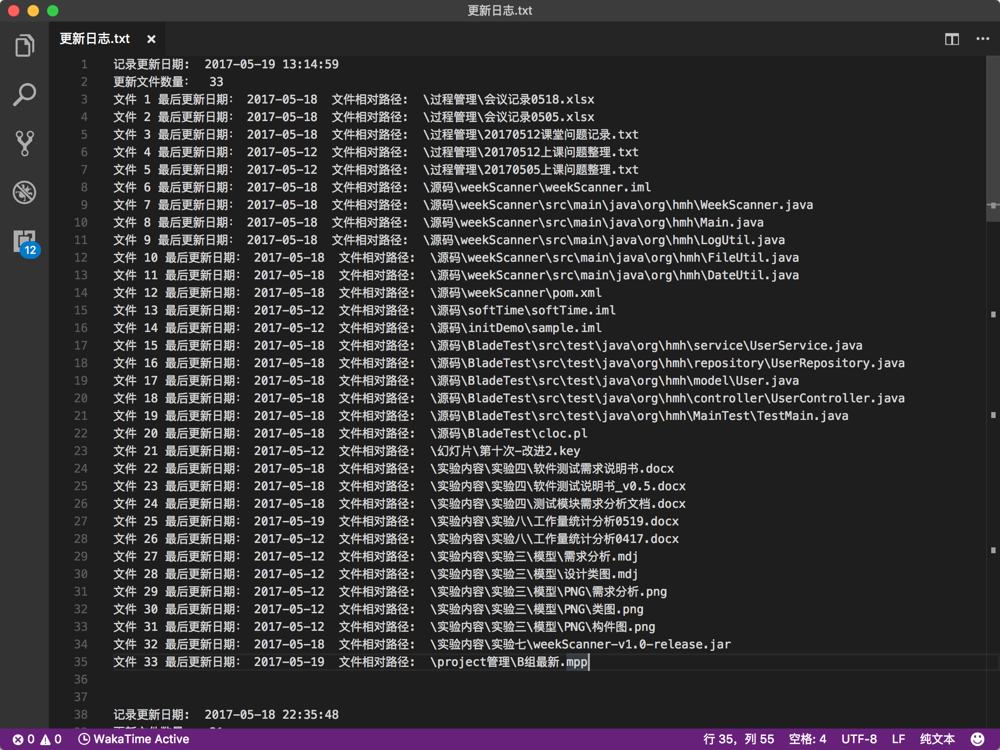 更新日志.txt
更新日志.txt
1 记录更新日期： 2017-05-19 13:14:59
2 更新文件数量： 33
3 文件 1 最后更新日期： 2017-05-18 文件相对路径： \过程管理\会议记录0518.xlsx
4 文件 2 最后更新日期： 2017-05-18 文件相对路径： \过程管理\会议记录0505.xlsx
5 文件 3 最后更新日期： 2017-05-18 文件相对路径： \过程管理\20170512课堂问题记录.txt
6 文件 4 最后更新日期： 2017-05-12 文件相对路径： \过程管理\20170512上课问题整理.txt
7 文件 5 最后更新日期： 2017-05-12 文件相对路径： \过程管理\20170505上课问题整理.txt
8 文件 6 最后更新日期： 2017-05-18 文件相对路径： \源码\weekScanner\weekScanner.iml
9 文件 7 最后更新日期： 2017-05-18 文件相对路径： \源码\weekScanner\src\main\java\org\hmh\WeekScanner.java
10 文件 8 最后更新日期： 2017-05-18 文件相对路径： \源码\weekScanner\src\main\java\org\hmh\Main.java
11 文件 9 最后更新日期： 2017-05-18 文件相对路径： \源码\weekScanner\src\main\java\org\hmh\LogUtil.java
12 文件 10 最后更新日期： 2017-05-18 文件相对路径： \源码\weekScanner\src\main\java\org\hmh\FileUtil.java
13 文件 11 最后更新日期： 2017-05-18 文件相对路径： \源码\weekScanner\src\main\java\org\hmh\DateUtil.java
14 文件 12 最后更新日期： 2017-05-18 文件相对路径： \源码\weekScanner\pom.xml
15 文件 13 最后更新日期： 2017-05-12 文件相对路径： \源码\softTime\softTime.iml
16 文件 14 最后更新日期： 2017-05-12 文件相对路径： \源码\initDemo\sample.iml
17 文件 15 最后更新日期： 2017-05-18 文件相对路径： \源码\BladeTest\src\test\java\org\hmh\service\UserService.java
18 文件 16 最后更新日期： 2017-05-18 文件相对路径： \源码\BladeTest\src\test\java\org\hmh\repository\UserRepository.java
19 文件 17 最后更新日期： 2017-05-18 文件相对路径： \源码\BladeTest\src\test\java\org\hmh\model\User.java
20 文件 18 最后更新日期： 2017-05-18 文件相对路径： \源码\BladeTest\src\test\java\org\hmh\controller\UserController.java
21 文件 19 最后更新日期： 2017-05-18 文件相对路径： \源码\BladeTest\src\test\java\org\hmh\MainTest\TestMain.java
22 文件 20 最后更新日期： 2017-05-18 文件相对路径： \源码\BladeTest\cloc.pl
23 文件 21 最后更新日期： 2017-05-12 文件相对路径： \幻灯片\第十次-改进2.key
24 文件 22 最后更新日期： 2017-05-18 文件相对路径： \实验内容\实验四\软件测试需求说明书.docx
25 文件 23 最后更新日期： 2017-05-18 文件相对路径： \实验内容\实验四\软件测试说明书_v0.5.docx
26 文件 24 最后更新日期： 2017-05-18 文件相对路径： \实验内容\实验四\测试模块需求分析文档.docx
27 文件 25 最后更新日期： 2017-05-19 文件相对路径： \实验内容\实验八\工作量统计分析0519.docx
28 文件 26 最后更新日期： 2017-05-12 文件相对路径： \实验内容\实验八\工作量统计分析0417.docx
29 文件 27 最后更新日期： 2017-05-12 文件相对路径： \实验内容\实验三\模型\需求分析.mdj
30 文件 28 最后更新日期： 2017-05-12 文件相对路径： \实验内容\实验三\模型\设计类图.mdj
31 文件 29 最后更新日期： 2017-05-12 文件相对路径： \实验内容\实验三\模型\PNG\需求分析.png
32 文件 30 最后更新日期： 2017-05-12 文件相对路径： \实验内容\实验三\模型\PNG\类图.png
33 文件 31 最后更新日期： 2017-05-12 文件相对路径： \实验内容\实验三\模型\PNG\构件图.png
34 文件 32 最后更新日期： 2017-05-18 文件相对路径： \实验内容\实验七\weekScanner-v1.0-release.jar
35 文件 33 最后更新日期： 2017-05-19 文件相对路径： \project管理\B组最新.mpp
36
37
38 记录更新日期： 2017-05-18 22:35:48
12
0 0 WakaTime Active 行 35，列 55 空格: 4 UTF-8 LF 纯文本